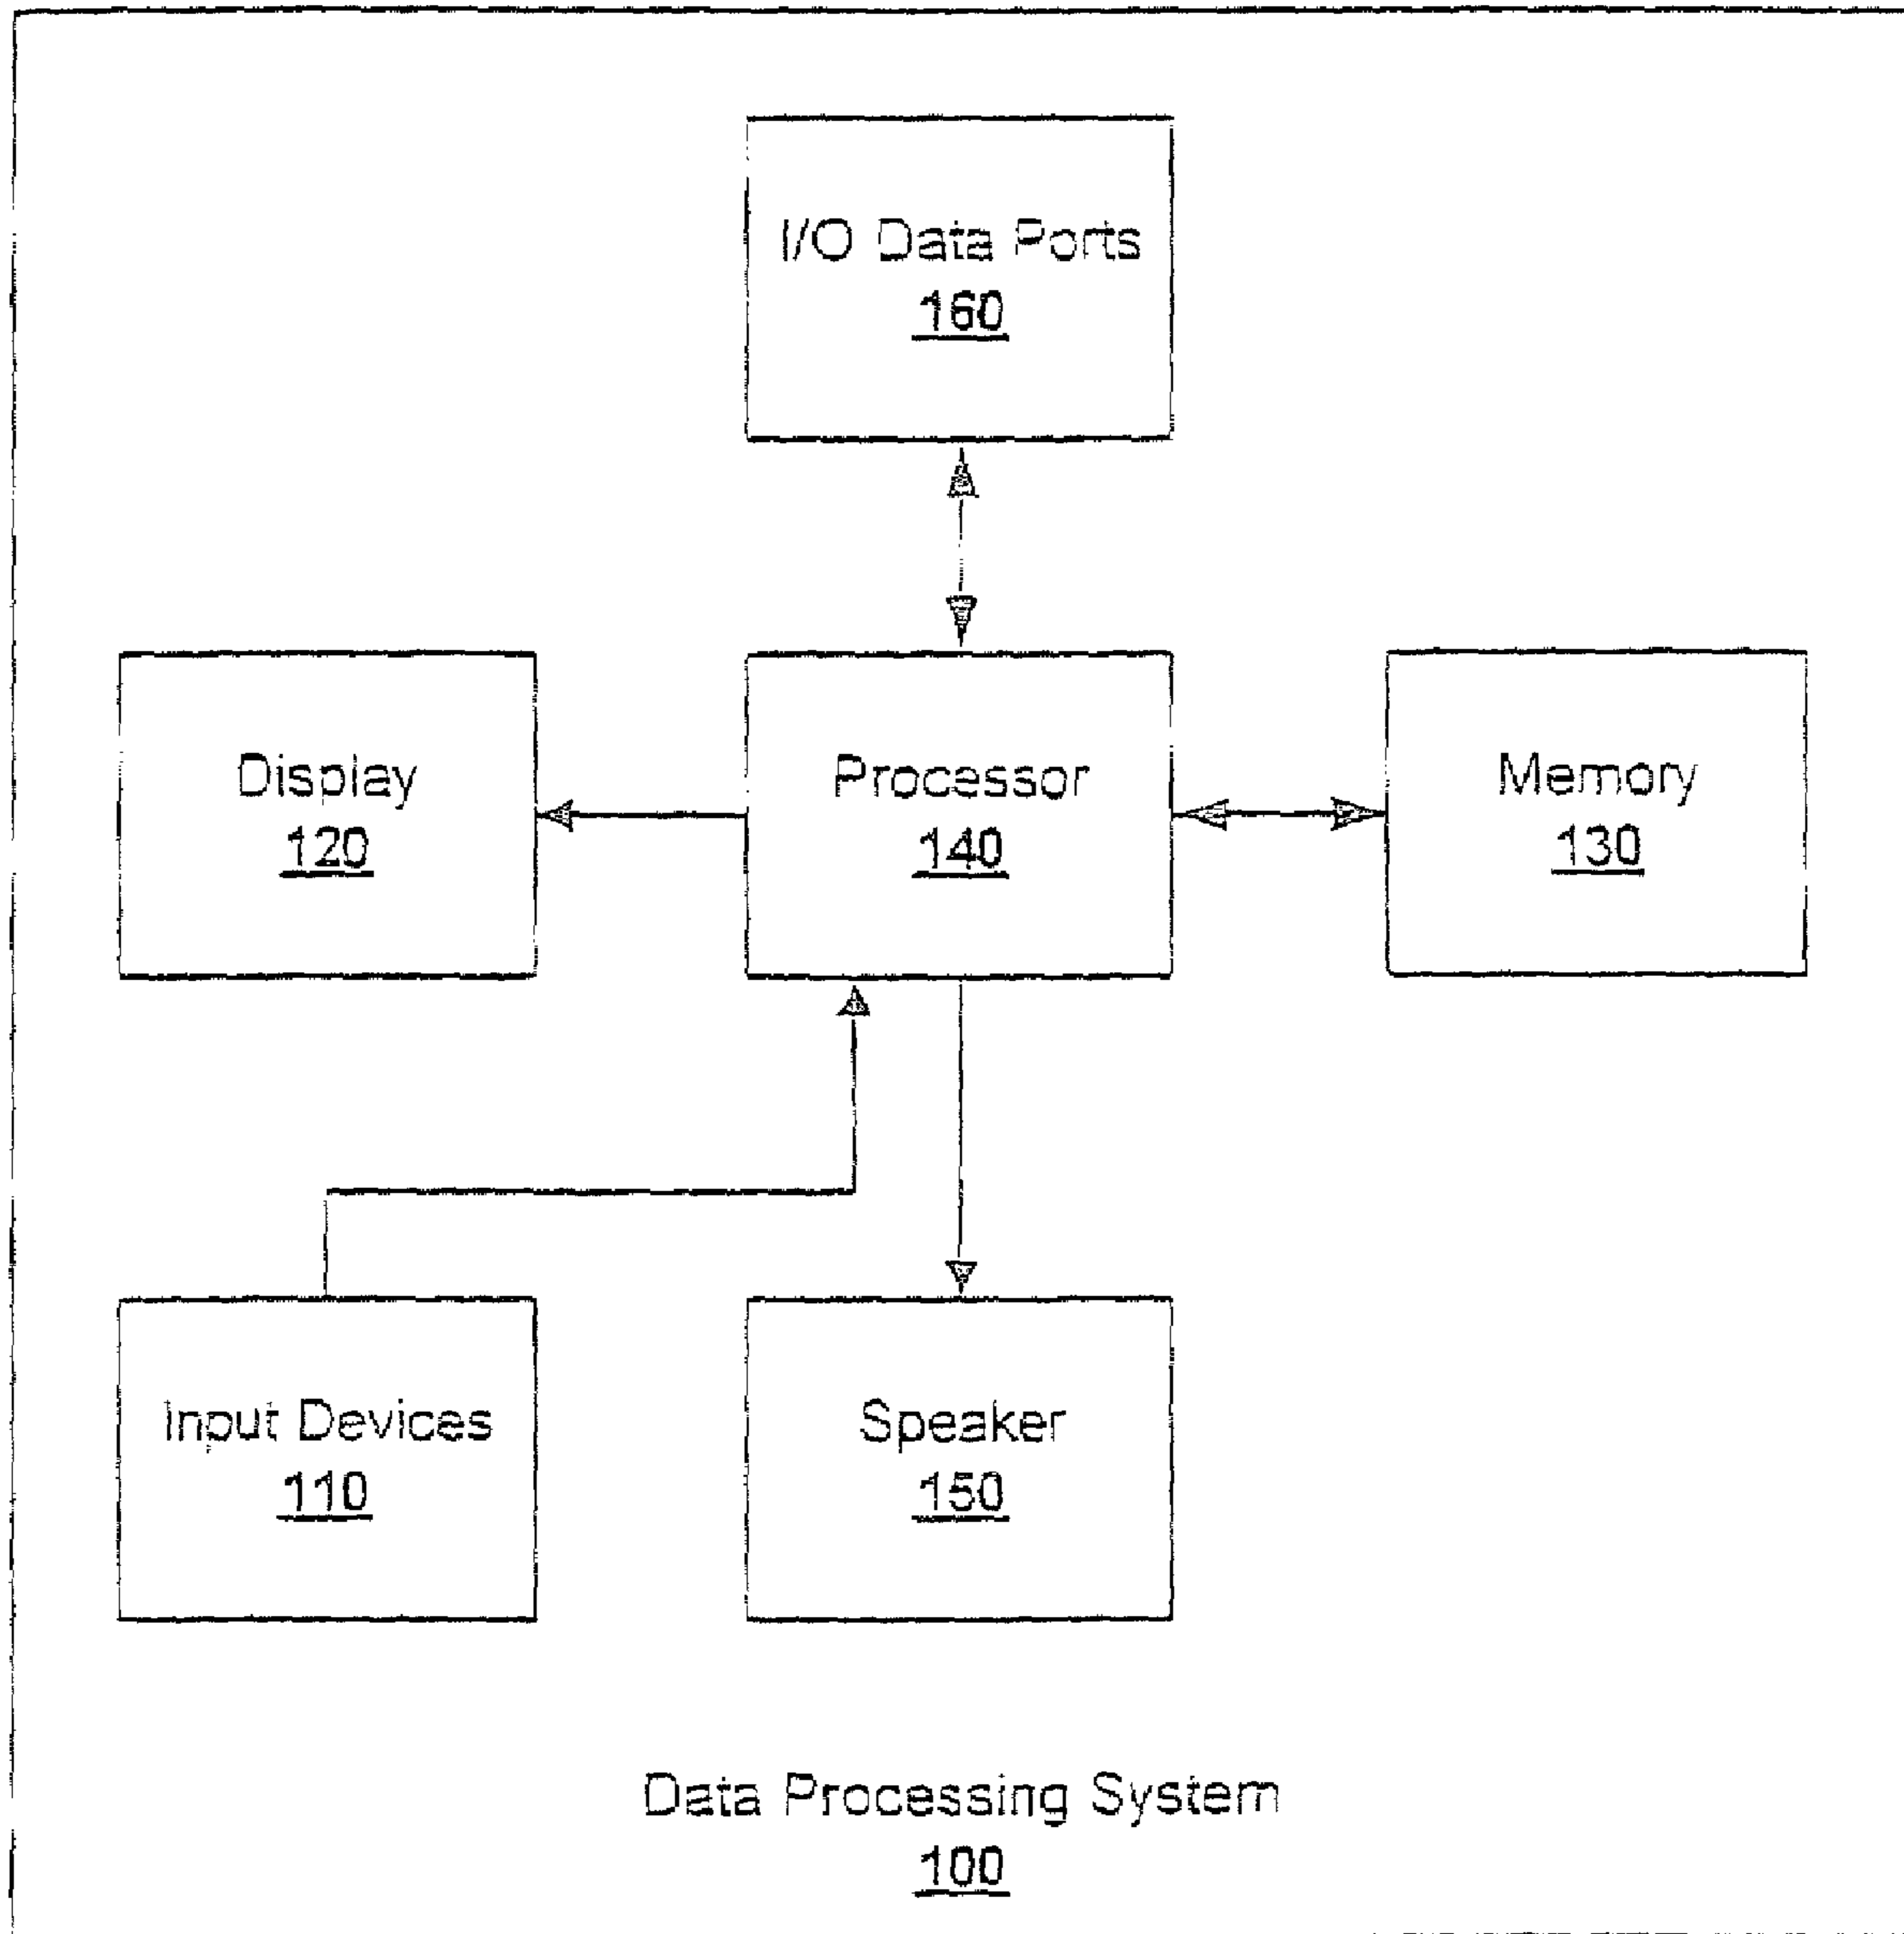 I/O Data Ports
160
Display
120
Processor
140
Memory
130
Input Devices
110
Speaker
150
Data Processing System
100